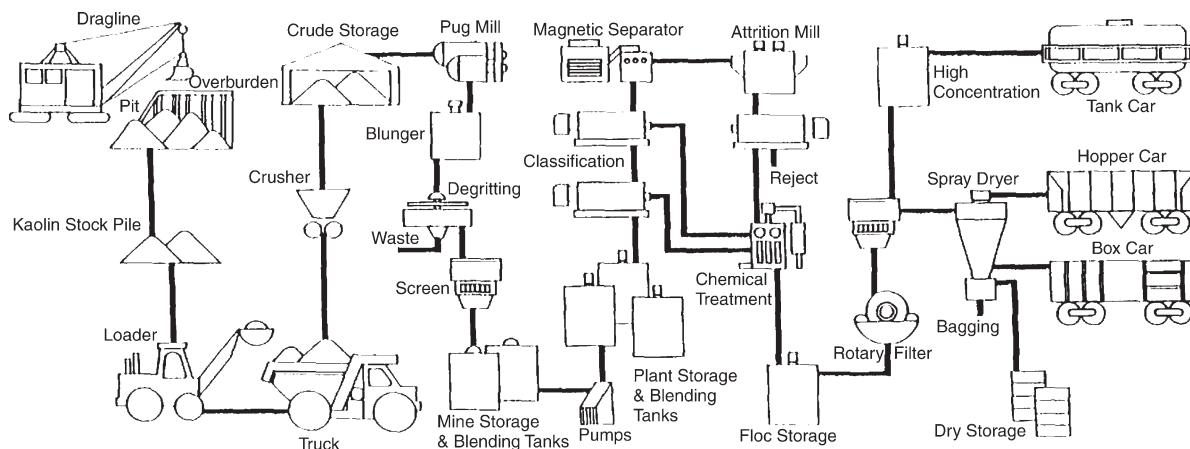 Dragline
Overburden
Pit
Kaolin Stock Pile
Loader
Truck
Crusher
Crude Storage
Pug Mill
Blunger
Degritting
Waste
Screen
Mine Storage
& Blending Tanks
Pumps
Plant Storage
& Blending
Tanks
Classification
Magnetic Separator
Attrition Mill
Reject
Chemical
Treatment
Floc Storage
Rotary Filter
High
Concentration
Tank Car
Spray Dryer
Hopper Car
Box Car
Bagging
Dry Storage